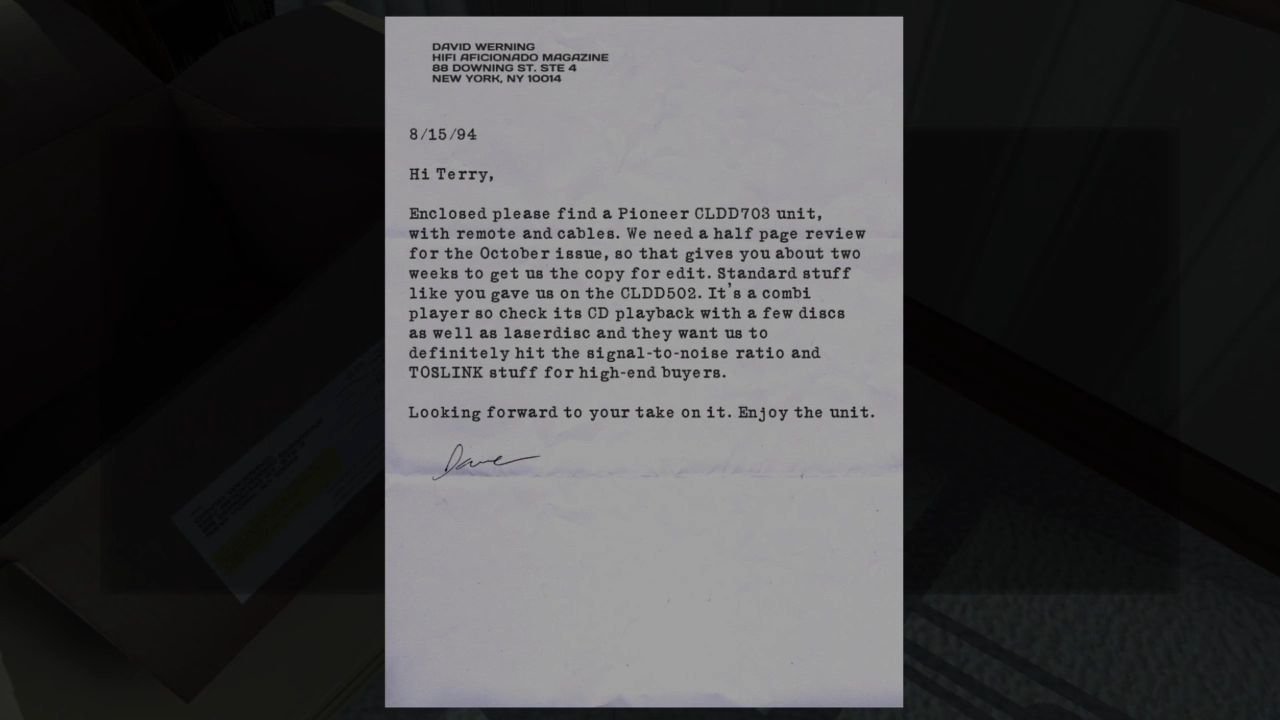 DAVID WERNING
HIFI AFICIONADO MAGAZINE
88 DOWNING ST. STE 4
NEW YORK, NY 10014
8/15/94
Hi Terry,
Enclosed please find a Pioneer CLDD703 unit,
with remote and cables. We need a half page review
for the October issue, so that gives you about two
weeks to get us the copy for edit. Standard stuff
like you gave us on the CLDD502. It's a combi
player so check its CD playback with a few discs
as well as laserdisc and they want us to
definitely hit the signal-to-noise ratio and
TOSLINK stuff for high-end buyers.
Looking forward to your take on it. Enjoy the unit.
Dave